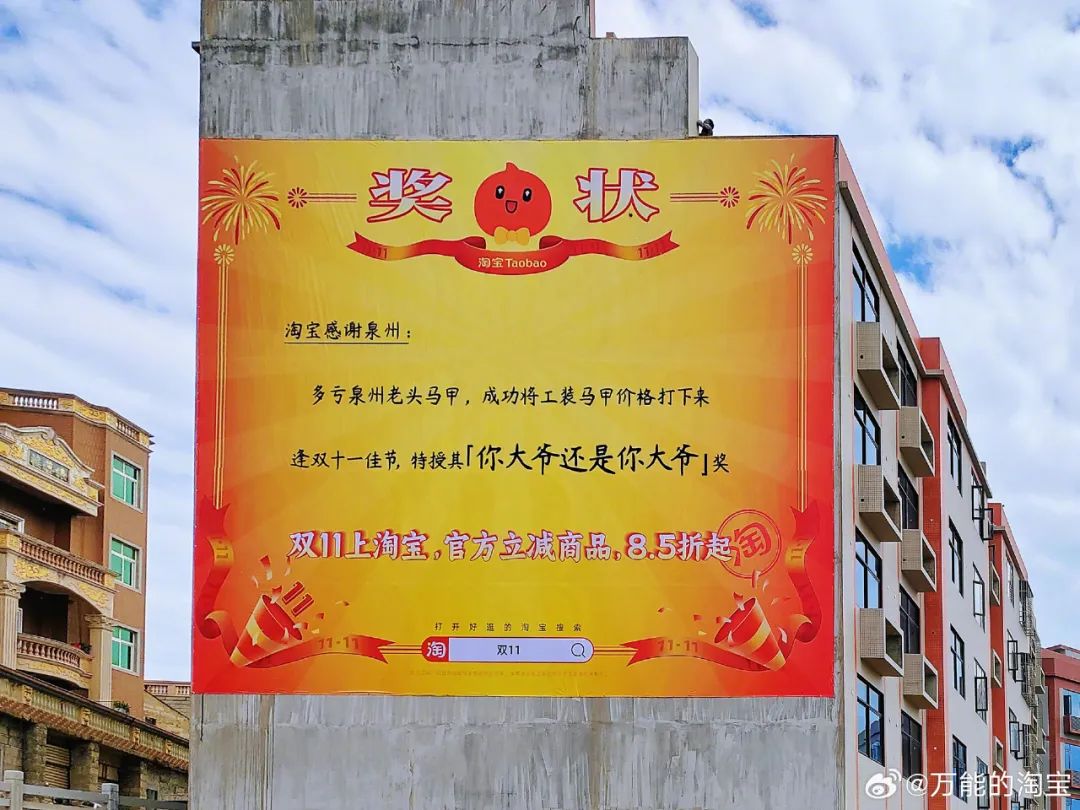 奖状
11·11
淘宝Taobao
淘宝感谢泉州：
多亏泉州老头马甲，成功将工装马甲价格打下来
逢双十一佳节，特授其「你大爷还是你大爷」奖
双11上淘宝，官方立减商品，8.5折起
淘
11
打开好逛的淘宝搜索
11·11
淘 双11
11·11
@万能的淘宝